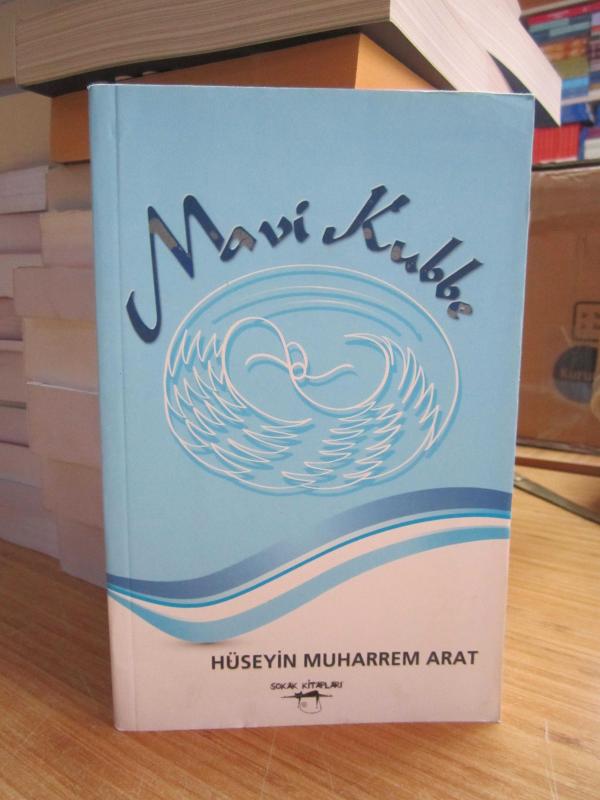 Mavi Kubbe
HÜSEYİN MUHARREM ARAT
SOKAK KİTAPLARI